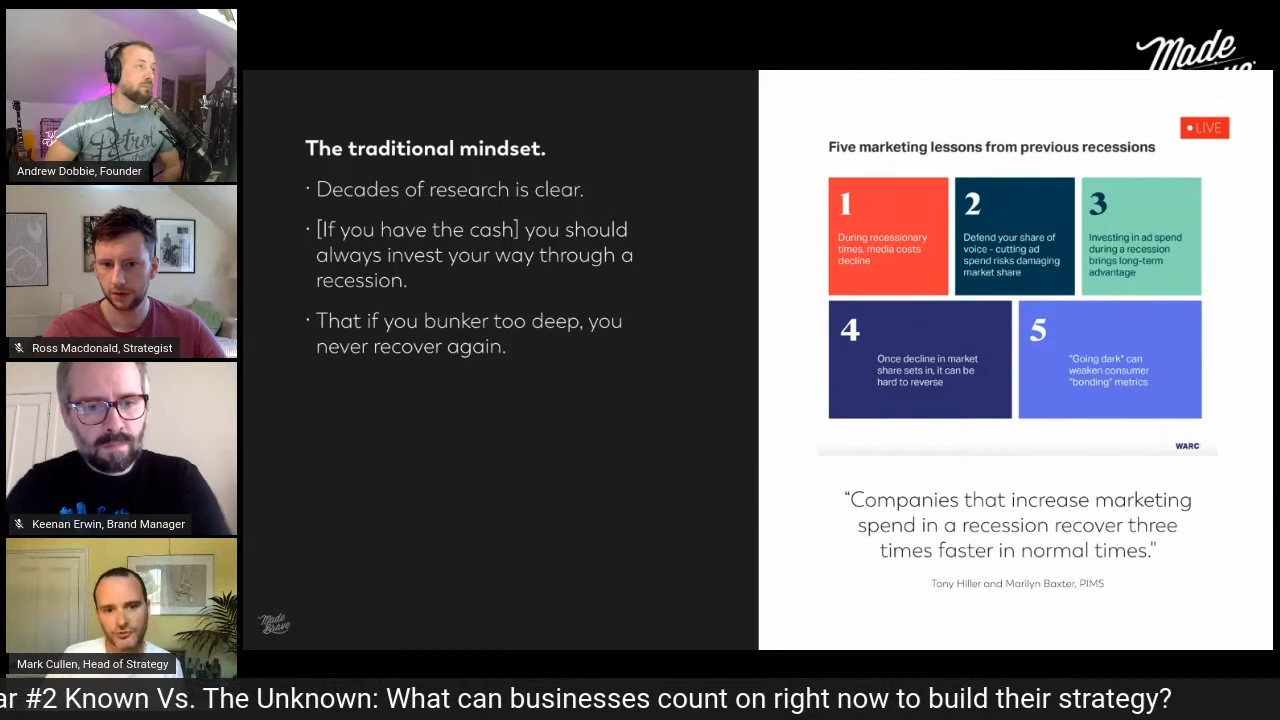 Made
Brave
LIVE
Petrol
Andrew Dobbie, Founder
Ross Macdonald, Strategist
Keenan Erwin, Brand Manager
Mark Cullen, Head of Strategy
The traditional mindset.
· Decades of research is clear.
· [If you have the cash] you should
always invest your way through a
recession.
· That if you bunker too deep, you
never recover again.
Made
Brave
Five marketing lessons from previous recessions
1
During recessionary
times, media costs
decline
2
Defend your share of
voice - cutting ad
spend risks damaging
market share
3
Investing in ad spend
during a recession
brings long-term
advantage
4
Once decline in market
share sets in, it can be
hard to reverse
5
"Going dark" can
weaken consumer
"bonding" metrics
WARC
“Companies that increase marketing
spend in a recession recover three
times faster in normal times."
Tony Hiller and Marilyn Baxter, PIMS
ar #2 Known Vs. The Unknown: What can businesses count on right now to build their strategy?